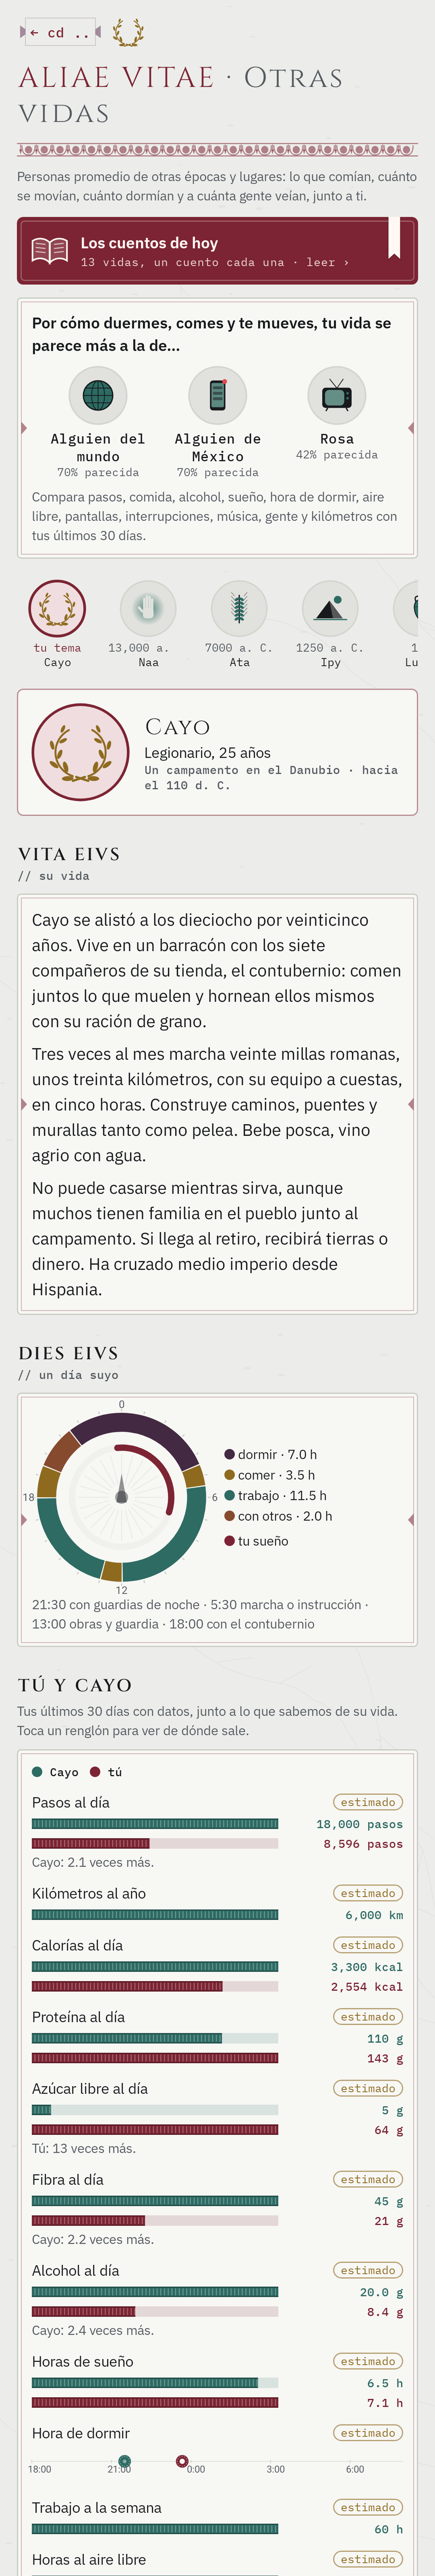 ← cd ..
ALIAE VITAE · OTRAS
VIDAS
Personas promedio de otras épocas y lugares: lo que comían, cuánto
se movían, cuánto dormían y a cuánta gente veían, junto a ti.
Los cuentos de hoy
13 vidas, un cuento cada una · leer ›
Por cómo duermes, comes y te mueves, tu vida se
parece más a la de…
Alguien del
mundo
70% parecida
Alguien de
México
70% parecida
Rosa
42% parecida
Compara pasos, comida, alcohol, sueño, hora de dormir, aire
libre, pantallas, interrupciones, música, gente y kilómetros con
tus últimos 30 días.
tu tema
Cayo
13,000 a.
Naa
7000 a. C.
Ata
1250 a. C.
Ipy
1
Lu
CAYO
Legionario, 25 años
Un campamento en el Danubio · hacia
el 110 d. C.
VITA EIVS
// su vida
Cayo se alistó a los dieciocho por veinticinco
años. Vive en un barracón con los siete
compañeros de su tienda, el contubernio: comen
juntos lo que muelen y hornean ellos mismos
con su ración de grano.
Tres veces al mes marcha veinte millas romanas,
unos treinta kilómetros, con su equipo a cuestas,
en cinco horas. Construye caminos, puentes y
murallas tanto como pelea. Bebe posca, vino
agrio con agua.
No puede casarse mientras sirva, aunque
muchos tienen familia en el pueblo junto al
campamento. Si llega al retiro, recibirá tierras o
dinero. Ha cruzado medio imperio desde
Hispania.
DIES EIVS
// un día suyo
0
6
12
18
dormir · 7.0 h
comer · 3.5 h
trabajo · 11.5 h
con otros · 2.0 h
tu sueño
21:30 con guardias de noche · 5:30 marcha o instrucción ·
13:00 obras y guardia · 18:00 con el contubernio
TÚ Y CAYO
Tus últimos 30 días con datos, junto a lo que sabemos de su vida.
Toca un renglón para ver de dónde sale.
Cayo tú
Pasos al día estimado
18,000 pasos
8,596 pasos
Cayo: 2.1 veces más.
Kilómetros al año estimado
6,000 km
Calorías al día estimado
3,300 kcal
2,554 kcal
Proteína al día estimado
110 g
143 g
Azúcar libre al día estimado
5 g
64 g
Tú: 13 veces más.
Fibra al día estimado
45 g
21 g
Cayo: 2.2 veces más.
Alcohol al día estimado
20.0 g
8.4 g
Cayo: 2.4 veces más.
Horas de sueño estimado
6.5 h
7.1 h
Hora de dormir estimado
18:00 21:00 0:00 3:00 6:00
Trabajo a la semana estimado
60 h
Horas al aire libre estimado